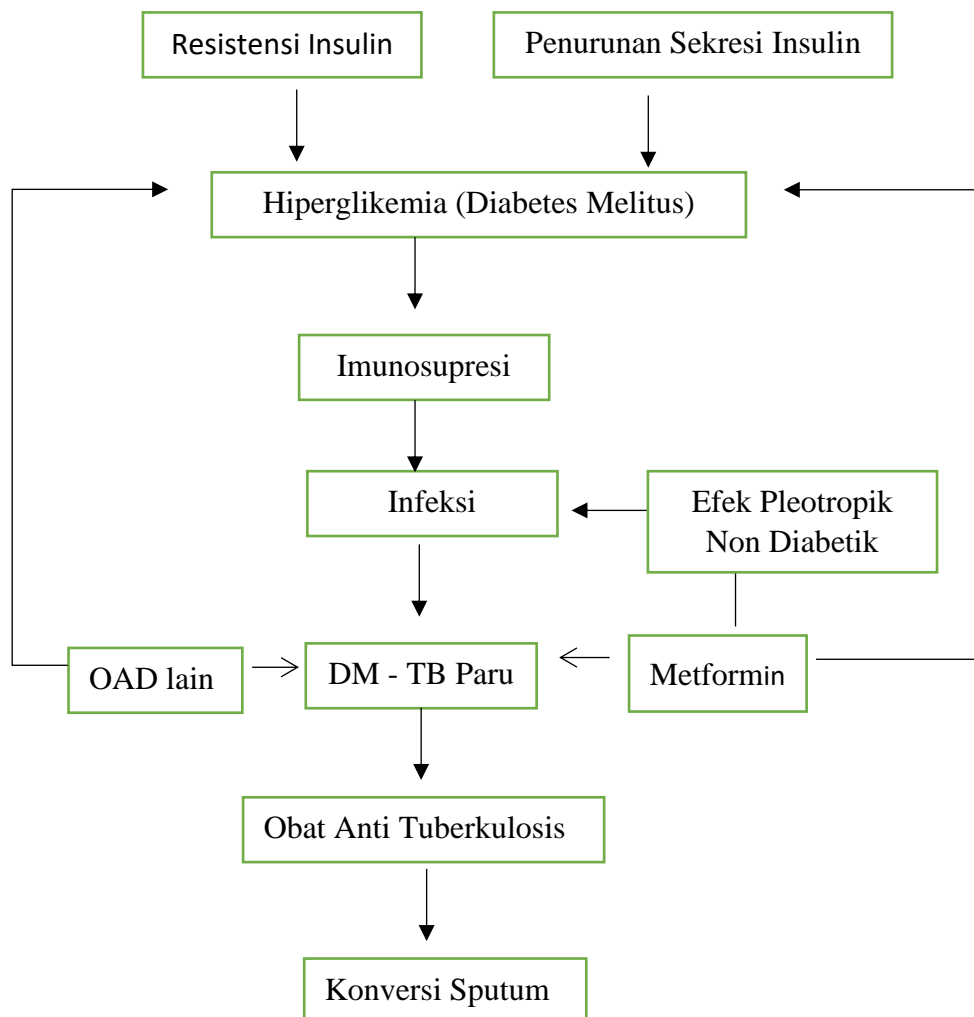 Resistensi Insulin
Penurunan Sekresi Insulin
Hiperglikemia (Diabetes Melitus)
Imunosupresi
Infeksi
Efek Pleotropik
Non Diabetik
OAD lain
DM - TB Paru
Metformin
Obat Anti Tuberkulosis
Konversi Sputum